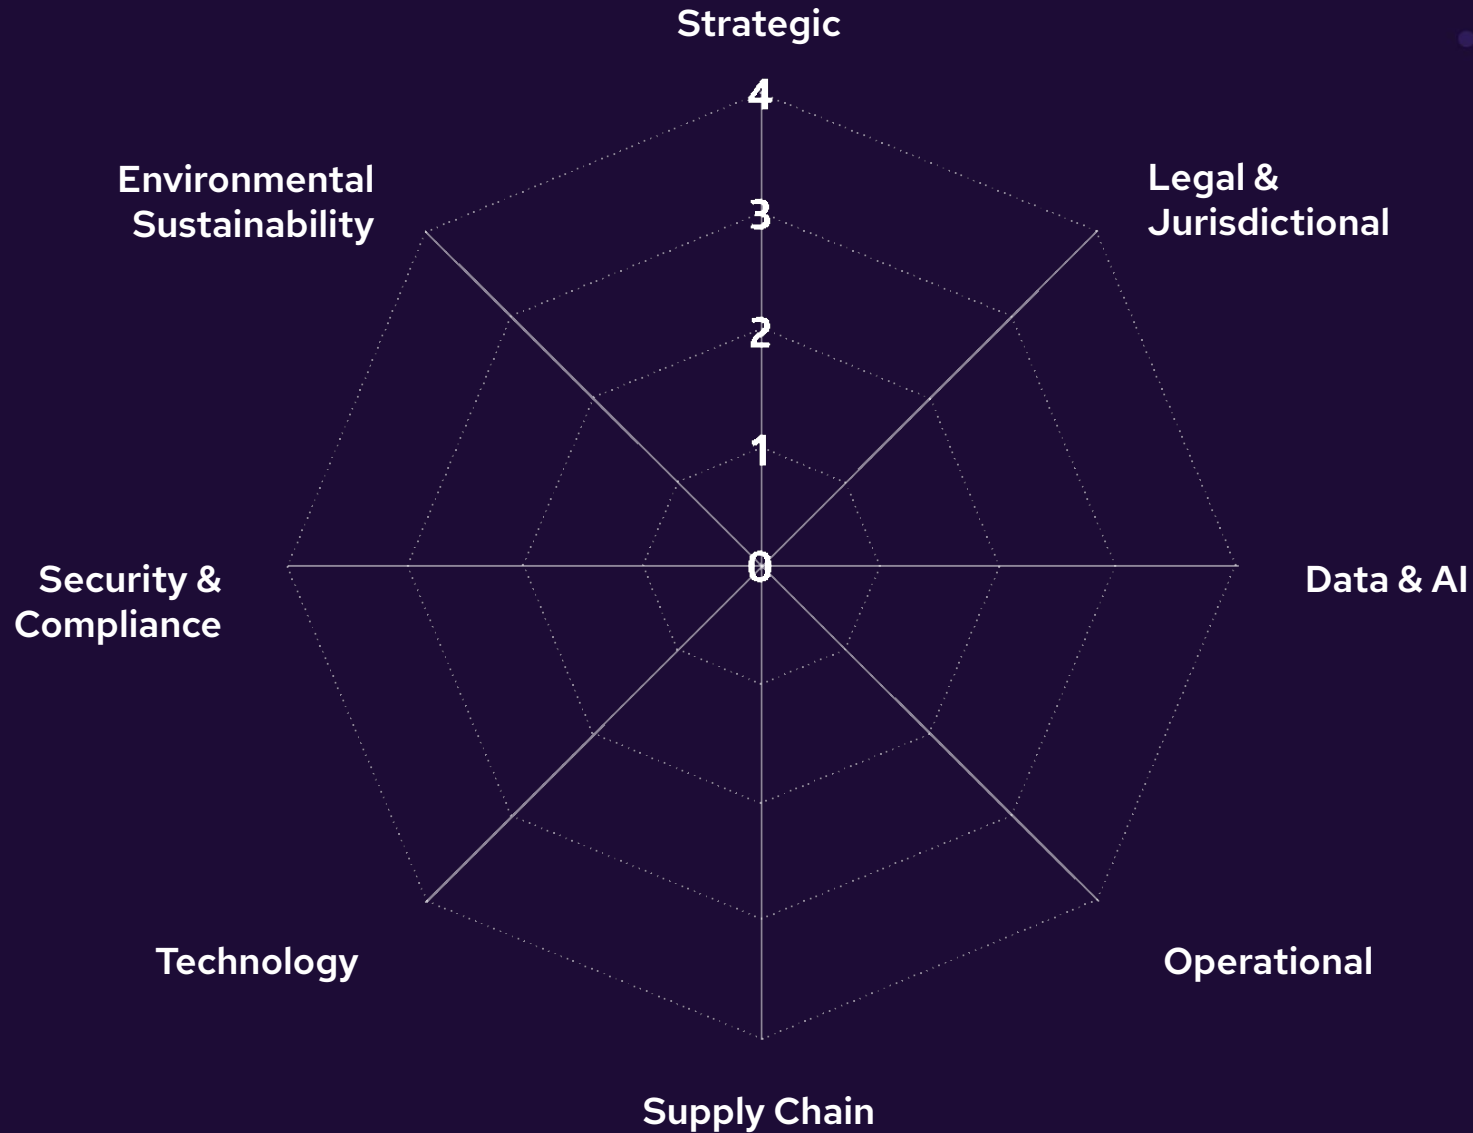 Strategic
4
Environmental
Sustainability
Legal &
Jurisdictional
3
2
1
0
Security &
Compliance
Data & AI
Technology
Operational
Supply Chain